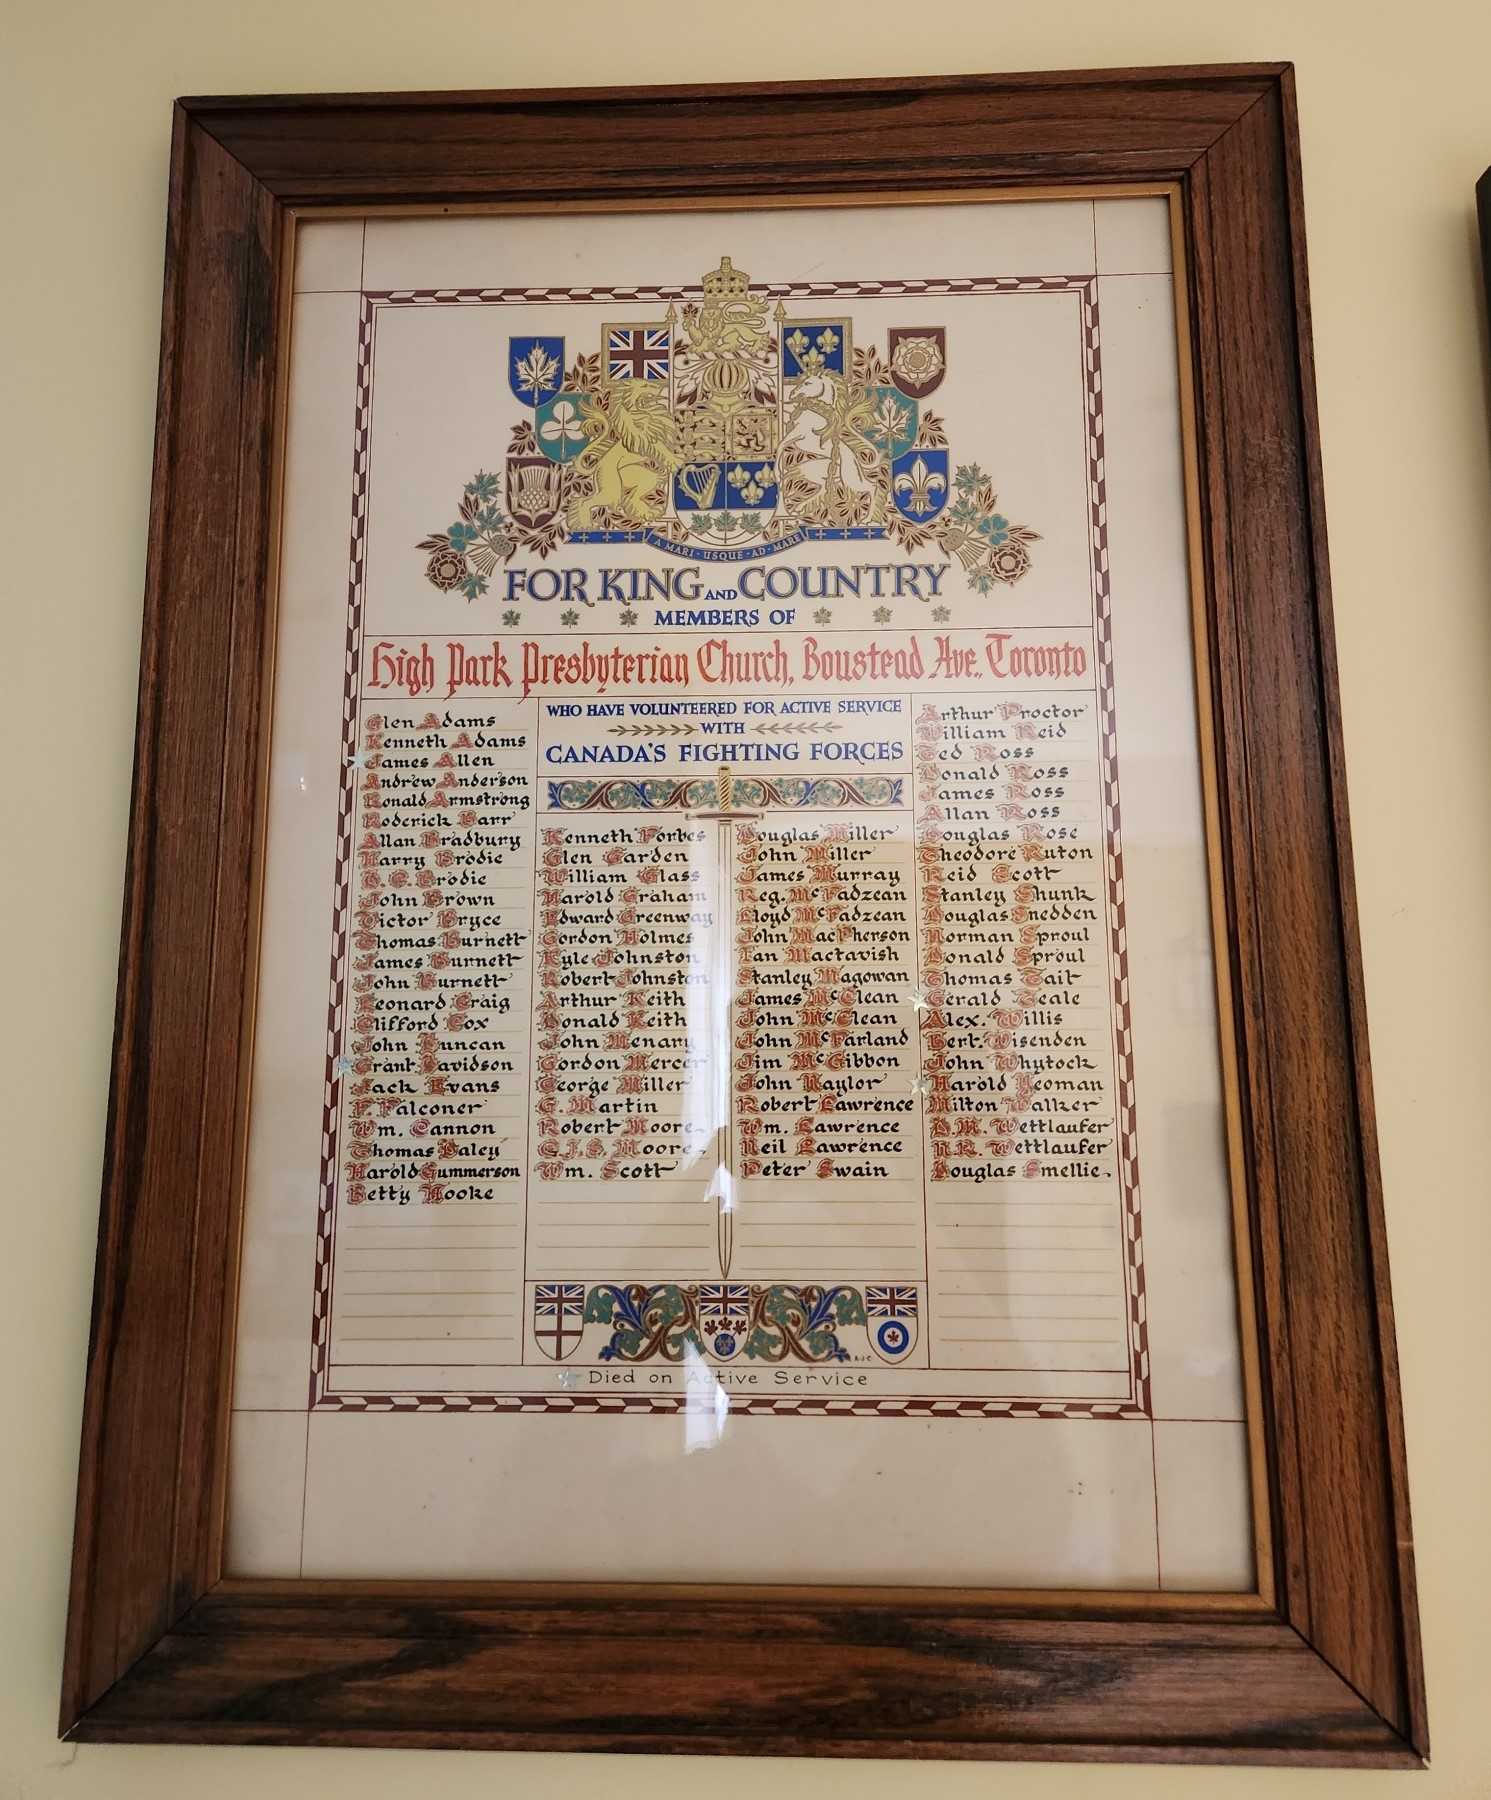 A MARI · USQUE · AD · MARE
FOR KING AND COUNTRY
MEMBERS OF
High Park Presbyterian Church, Boustead Ave., Toronto
WHO HAVE VOLUNTEERED FOR ACTIVE SERVICE
WITH
CANADA'S FIGHTING FORCES
Glen Adams
Kenneth Adams
James Allen
Andrew Anderson
Ronald Armstrong
Roderick Barr
Allan Bradbury
Harry Brodie
Brodie
John Brown
Victor Bryce
Thomas Burnett
James Burnett
John Burnett
Leonard Craig
Clifford Cox
John Duncan
Grant Davidson
Jack Evans
F. Falconer
Wm. Cannon
Thomas Daley
Harold Gummerson
Betty Hooke
Kenneth Forbes
Glen Garden
William Glass
Harold Graham
Edward Greenway
Gordon Holmes
Kyle Johnston
Robert Johnston
Arthur Keith
Donald Keith
John Menary
Gordon Mercer
George Miller
G. Martin
Robert Moore
C.J.S. Moore
Wm. Scott
Douglas Miller
John Miller
James Murray
Reg. McFadzean
Lloyd McFadzean
John MacPherson
Ian Mactavish
Stanley Magowan
James McClean
John McClean
John McFarland
Jim McGibbon
John Naylor
Robert Lawrence
Wm. Lawrence
Neil Lawrence
Peter Swain
Arthur Proctor
William Reid
Ted Ross
Donald Ross
James Ross
Allan Ross
Douglas Rose
Theodore Ruton
Reid Scott
Stanley Shunk
Douglas Snedden
Norman Sproul
Donald Sproul
Thomas Tait
Gerald Teale
Alex. Willis
Bert. Wisenden
John Whytock
Harold Yeoman
Milton Walker
D.M. Wettlaufer
N.R. Wettlaufer
Douglas Smellie
A·J·C
Died on Active Service